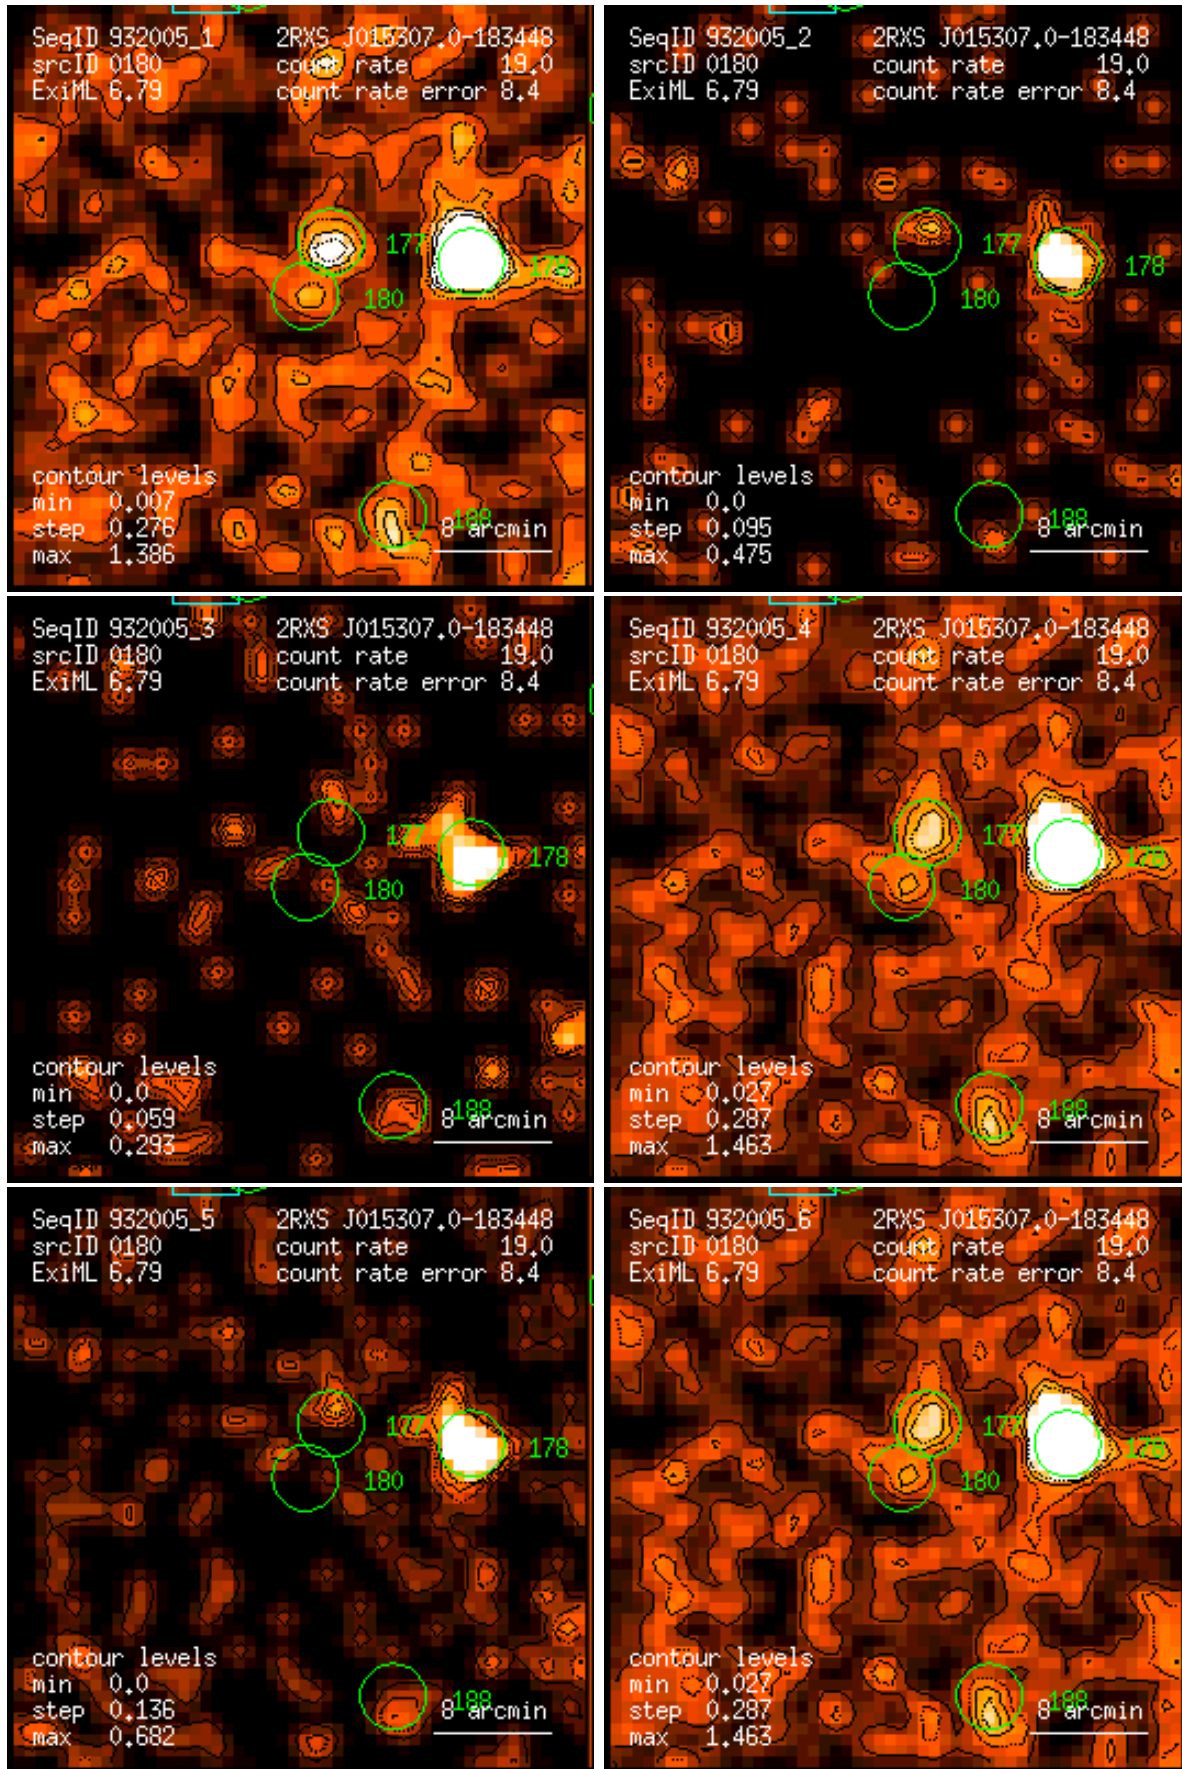 SeqID 932005_1 2RXS J015307.0-183448
srcID 0180 count rate 19.0
ExiML 6.79 count rate error 8.4
177
178
180
contour levels
min 0.007
step 0.276
max 1.386
188
8 arcmin
SeqID 932005_2 2RXS J015307.0-183448
srcID 0180 count rate 19.0
ExiML 6.79 count rate error 8.4
177
178
180
contour levels
min 0.0
step 0.095
max 0.475
188
8 arcmin
SeqID 932005_3 2RXS J015307.0-183448
srcID 0180 count rate 19.0
ExiML 6.79 count rate error 8.4
177
178
180
contour levels
min 0.0
step 0.059
max 0.293
188
8 arcmin
SeqID 932005_4 2RXS J015307.0-183448
srcID 0180 count rate 19.0
ExiML 6.79 count rate error 8.4
177
178
180
contour levels
min 0.027
step 0.287
max 1.463
188
8 arcmin
SeqID 932005_5 2RXS J015307.0-183448
srcID 0180 count rate 19.0
ExiML 6.79 count rate error 8.4
177
178
180
contour levels
min 0.0
step 0.136
max 0.682
188
8 arcmin
SeqID 932005_6 2RXS J015307.0-183448
srcID 0180 count rate 19.0
ExiML 6.79 count rate error 8.4
177
178
180
contour levels
min 0.027
step 0.287
max 1.463
188
8 arcmin